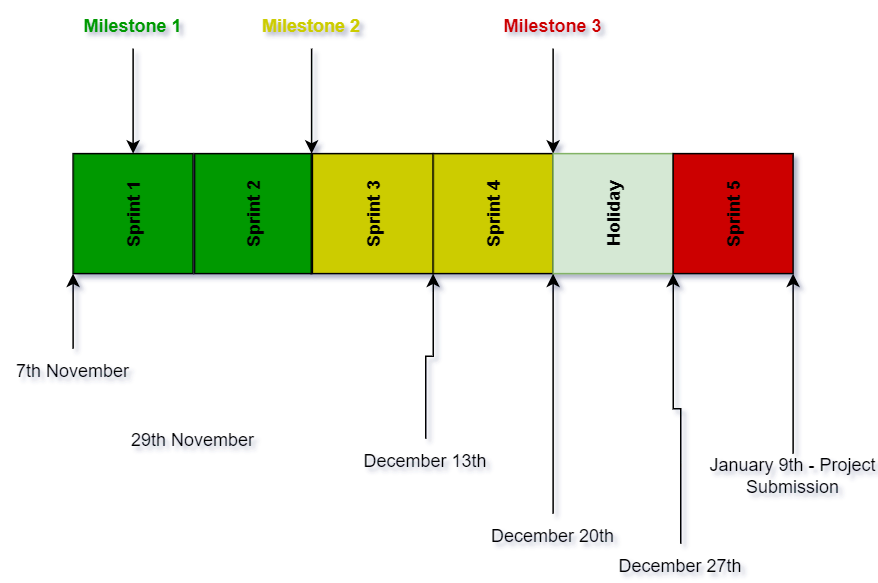 Milestone 1
Milestone 2
Milestone 3
Sprint 1
Sprint 2
Sprint 3
Sprint 4
Holiday
Sprint 5
7th November
29th November
December 13th
January 9th - Project
Submission
December 20th
December 27th